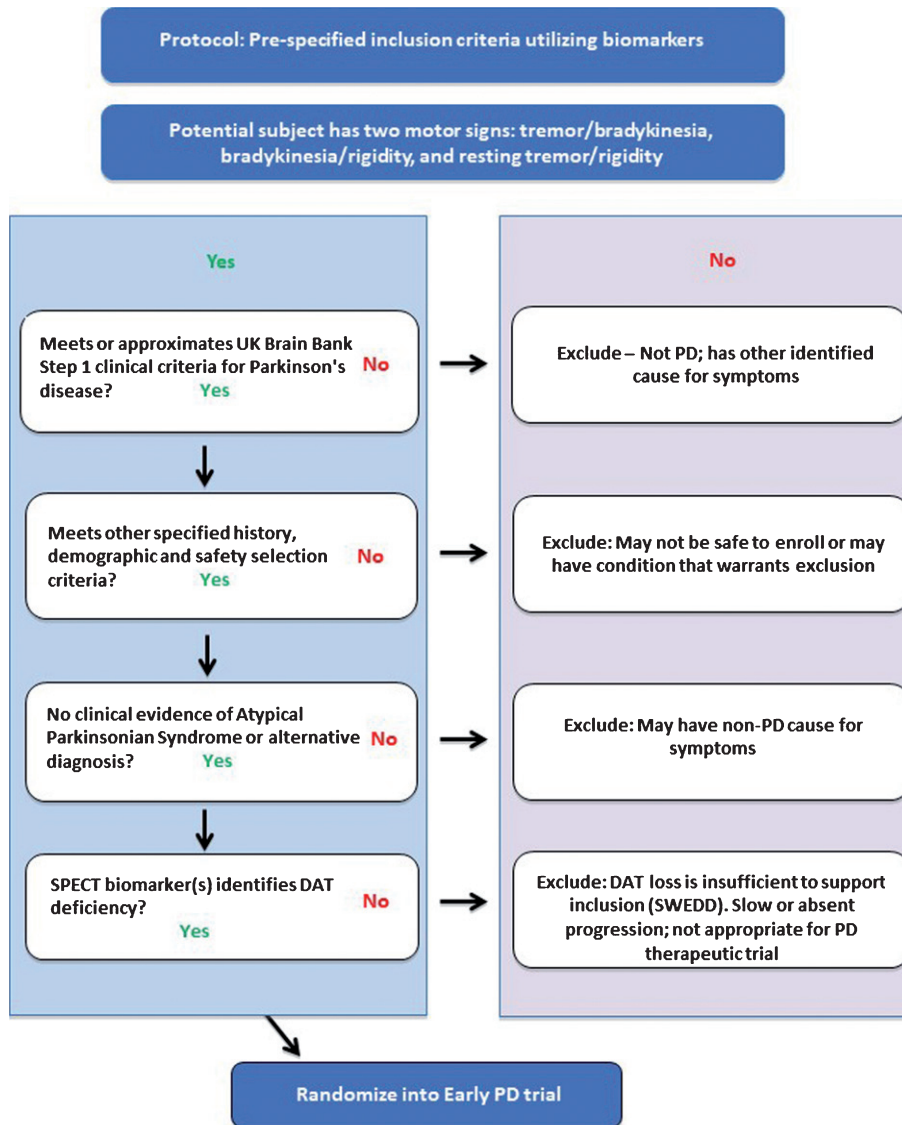 Protocol: Pre-specified inclusion criteria utilizing biomarkers
Potential subject has two motor signs: tremor/bradykinesia,
bradykinesia/rigidity, and resting tremor/rigidity
Yes
No
Meets or approximates UK Brain Bank
Step 1 clinical criteria for Parkinson's
disease?
No
Yes
Exclude – Not PD; has other identified
cause for symptoms
Meets other specified history,
demographic and safety selection
criteria?
No
Yes
Exclude: May not be safe to enroll or may
have condition that warrants exclusion
No clinical evidence of Atypical
Parkinsonian Syndrome or alternative
diagnosis?
No
Yes
Exclude: May have non-PD cause for
symptoms
SPECT biomarker(s) identifies DAT
deficiency?
No
Yes
Exclude: DAT loss is insufficient to support
inclusion (SWEDD). Slow or absent
progression; not appropriate for PD
therapeutic trial
Randomize into Early PD trial